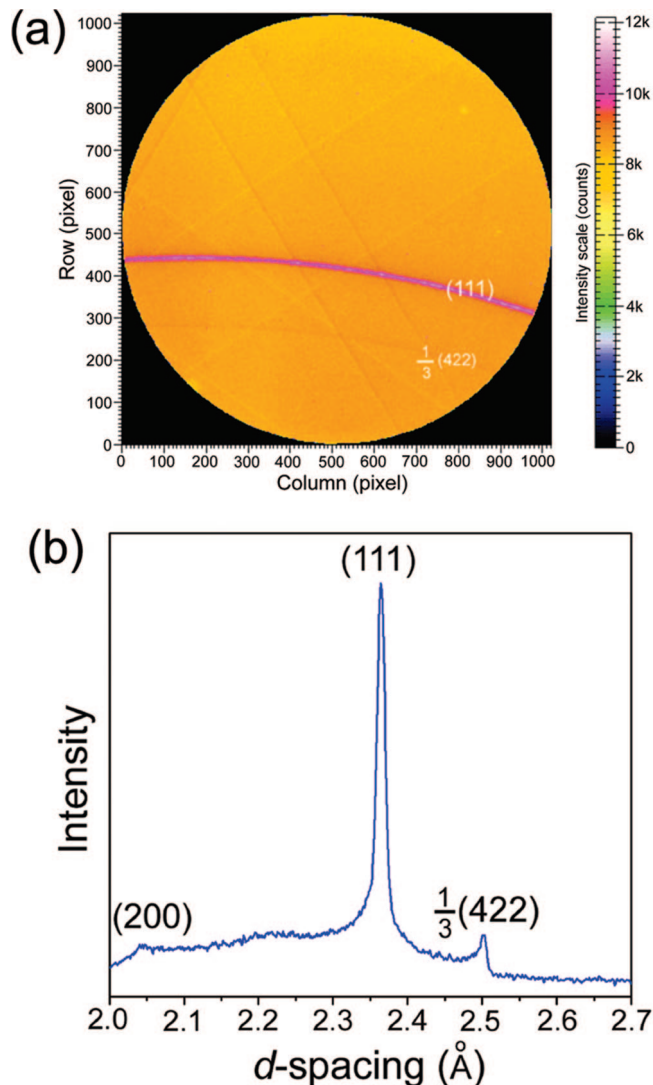 (a)
1000
900
800
700
600
500
400
300
200
100
0
Row (pixel)
0 100 200 300 400 500 600 700 800 900 1000
Column (pixel)
(111)
1/3 (422)
12k
10k
8k
6k
4k
2k
0
Intensity scale (counts)
(b)
(111)
(200)
1/3 (422)
Intensity
2.0 2.1 2.2 2.3 2.4 2.5 2.6 2.7
d-spacing (Å)